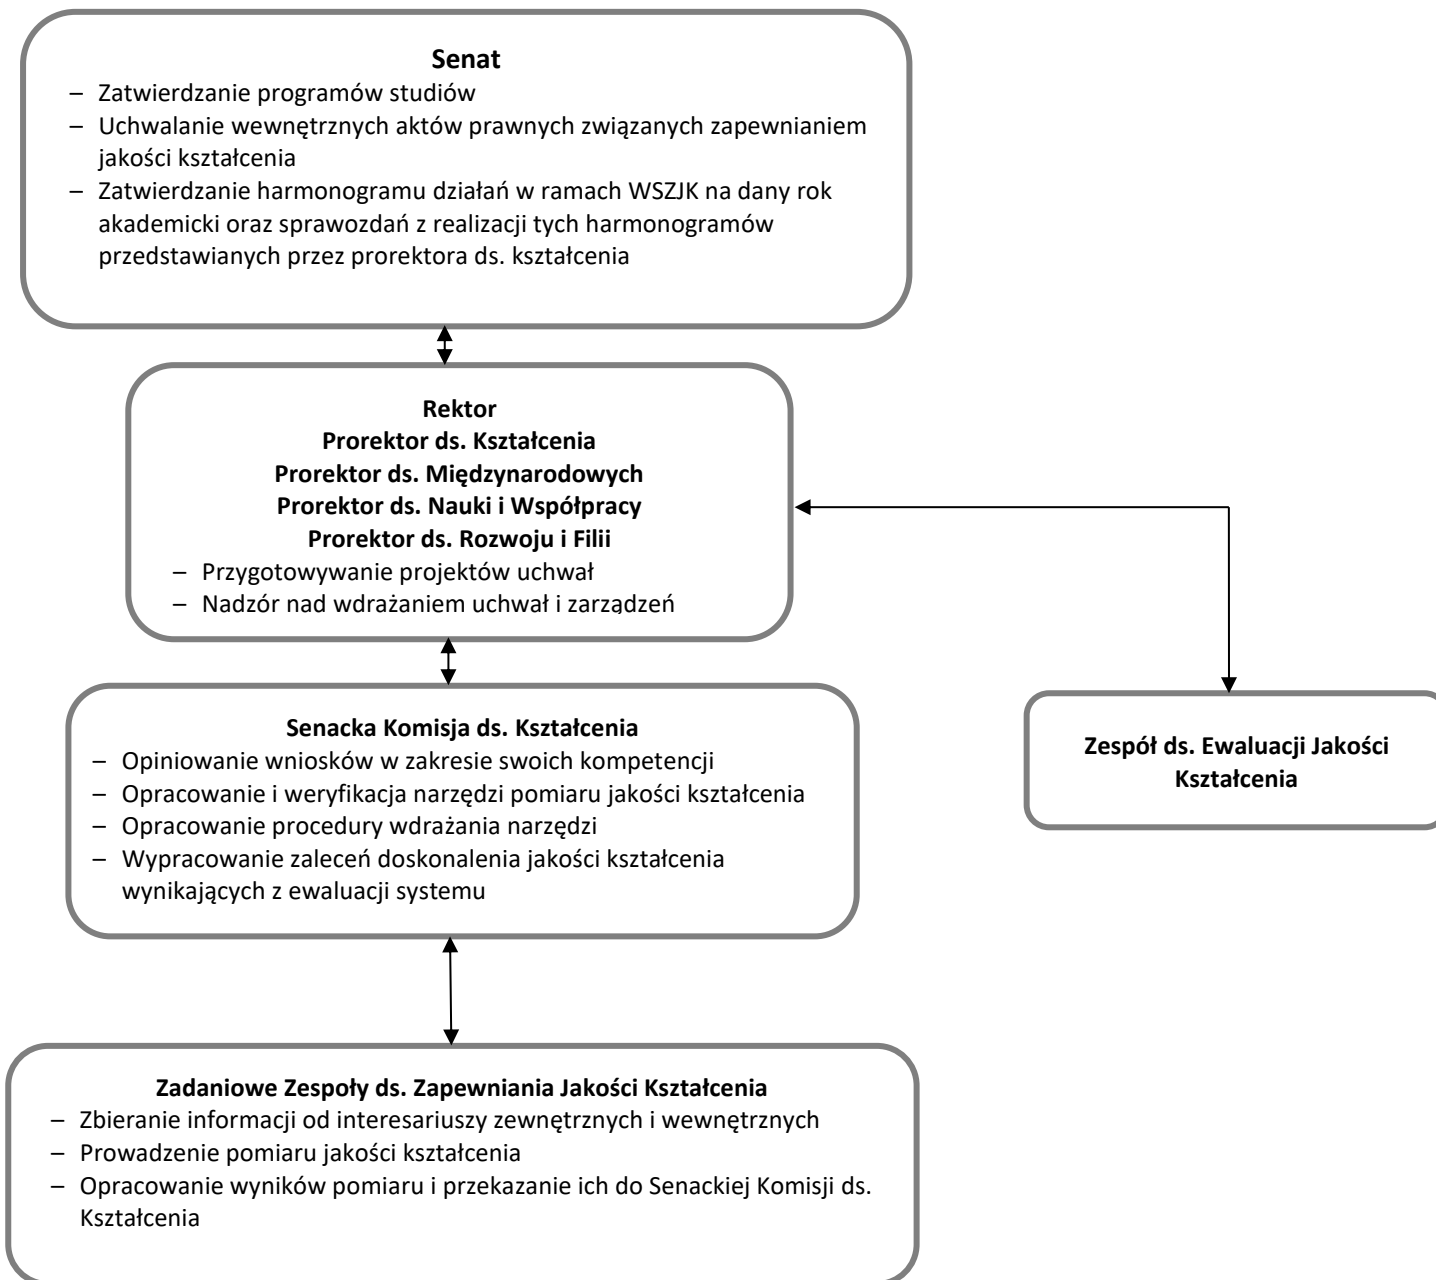 Senat
– Zatwierdzanie programów studiów
– Uchwalanie wewnętrznych aktów prawnych związanych zapewnianiem
jakości kształcenia
– Zatwierdzanie harmonogramu działań w ramach WSZJK na dany rok
akademicki oraz sprawozdań z realizacji tych harmonogramów
przedstawianych przez prorektora ds. kształcenia
Rektor
Prorektor ds. Kształcenia
Prorektor ds. Międzynarodowych
Prorektor ds. Nauki i Współpracy
Prorektor ds. Rozwoju i Filii
– Przygotowywanie projektów uchwał
– Nadzór nad wdrażaniem uchwał i zarządzeń
Senacka Komisja ds. Kształcenia
– Opiniowanie wniosków w zakresie swoich kompetencji
– Opracowanie i weryfikacja narzędzi pomiaru jakości kształcenia
– Opracowanie procedury wdrażania narzędzi
– Wypracowanie zaleceń doskonalenia jakości kształcenia
wynikających z ewaluacji systemu
Zespół ds. Ewaluacji Jakości
Kształcenia
Zadaniowe Zespoły ds. Zapewniania Jakości Kształcenia
– Zbieranie informacji od interesariuszy zewnętrznych i wewnętrznych
– Prowadzenie pomiaru jakości kształcenia
– Opracowanie wyników pomiaru i przekazanie ich do Senackiej Komisji ds.
Kształcenia